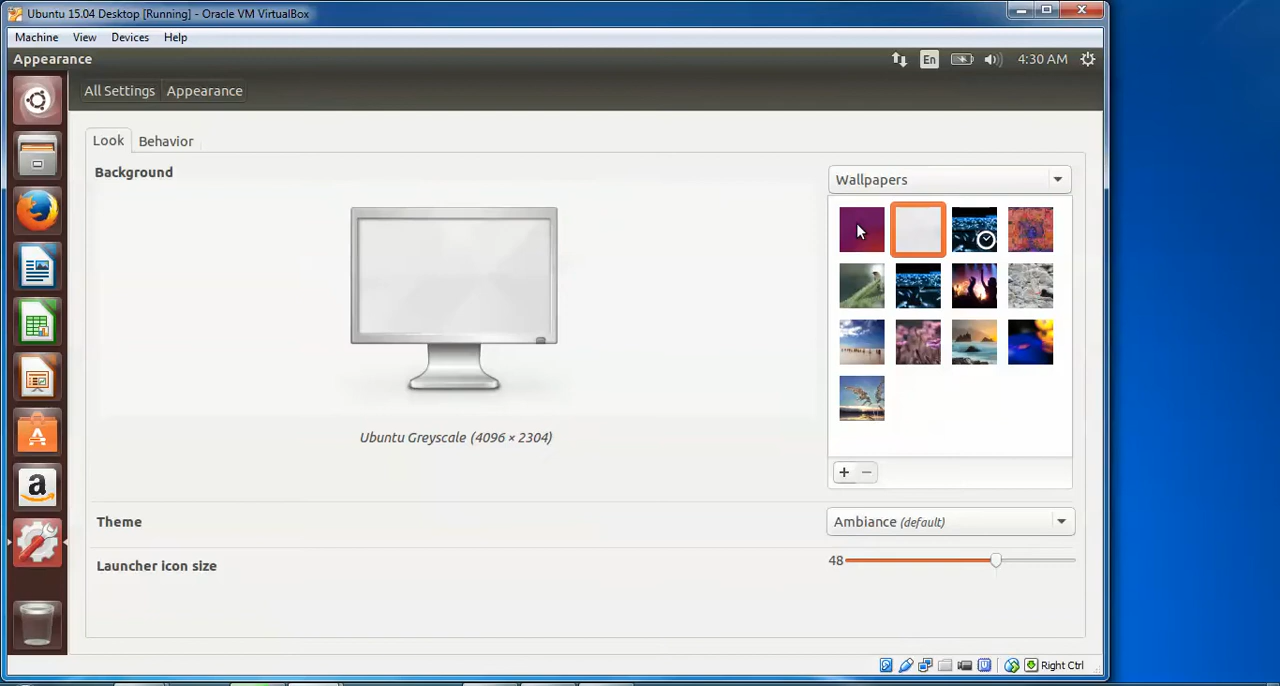 Ubuntu 15.04 Desktop [Running] - Oracle VM VirtualBox
Machine View Devices Help
Appearance En 4:30 AM
All Settings Appearance
Look Behavior
Background
Wallpapers
Ubuntu Greyscale (4096 × 2304)
Theme
Ambiance (default)
Launcher icon size
48
Right Ctrl